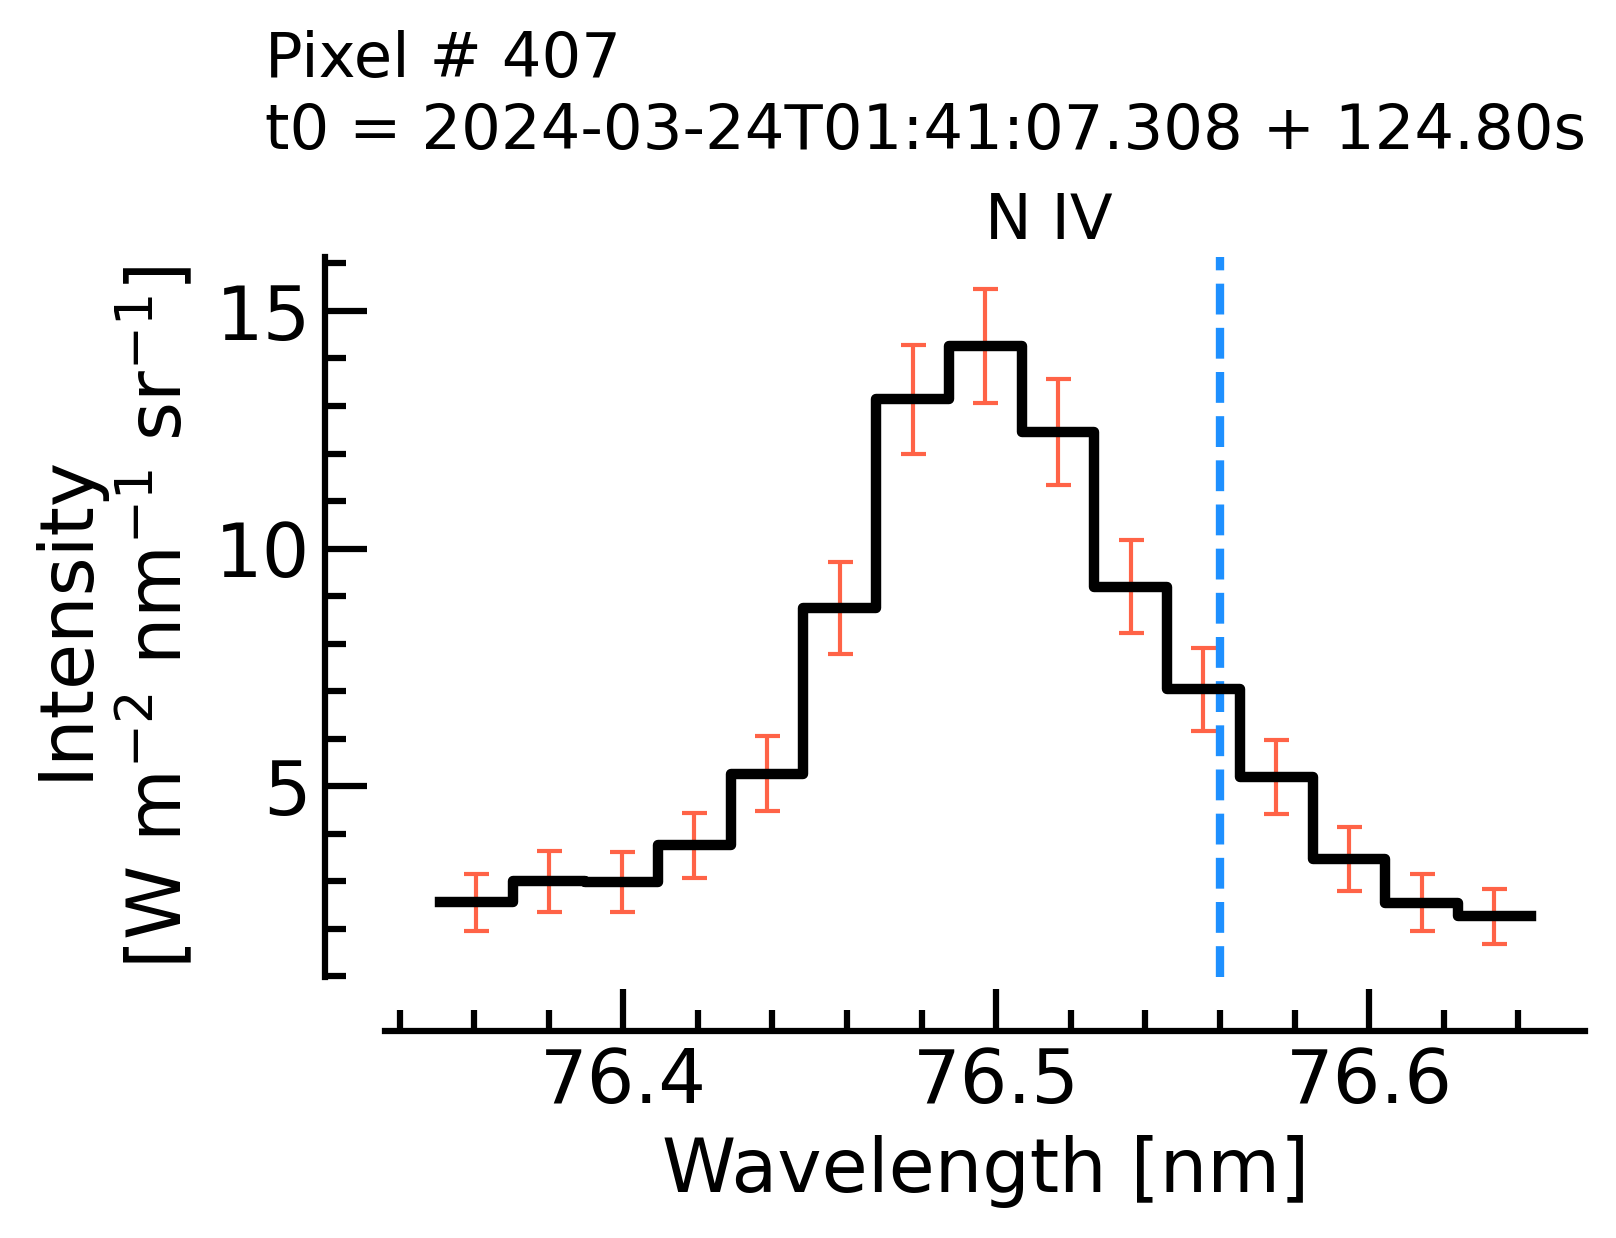 Pixel # 407
t0 = 2024-03-24T01:41:07.308 + 124.80s
N IV
Intensity
[W m⁻² nm⁻¹ sr⁻¹]
15
10
5
76.4 76.5 76.6
Wavelength [nm]